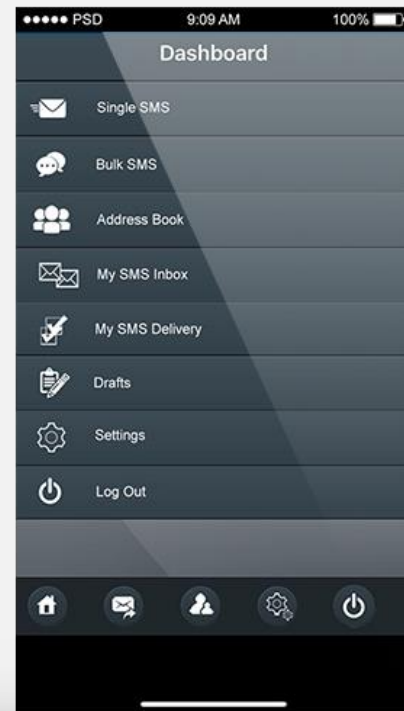 PSD 9:09 AM 100%
Dashboard
Single SMS
Bulk SMS
Address Book
My SMS Inbox
My SMS Delivery
Drafts
Settings
Log Out